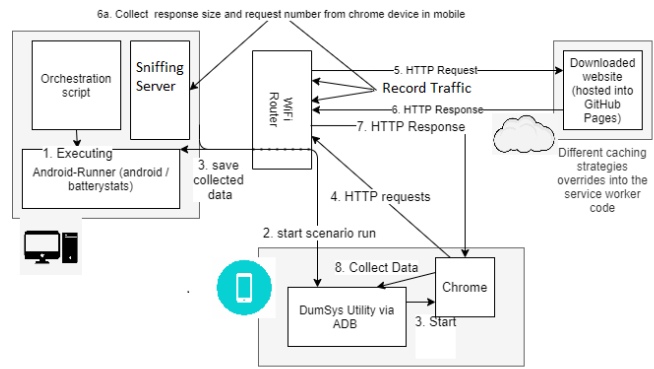 6a. Collect response size and request number from chrome device in mobile
Orchestration
script
Sniffing
Server
WiFi
Router
5. HTTP Request
Record Traffic
6. HTTP Response
7. HTTP Response
Downloaded
website
(hosted into
GitHub
Pages)
Different caching
strategies
overrides into the
service worker
code
1. Executing
Android-Runner (android /
batterystats)
3. save
collected
data
4. HTTP requests
2. start scenario run
8. Collect Data
Chrome
DumSys Utility via
ADB
3. Start